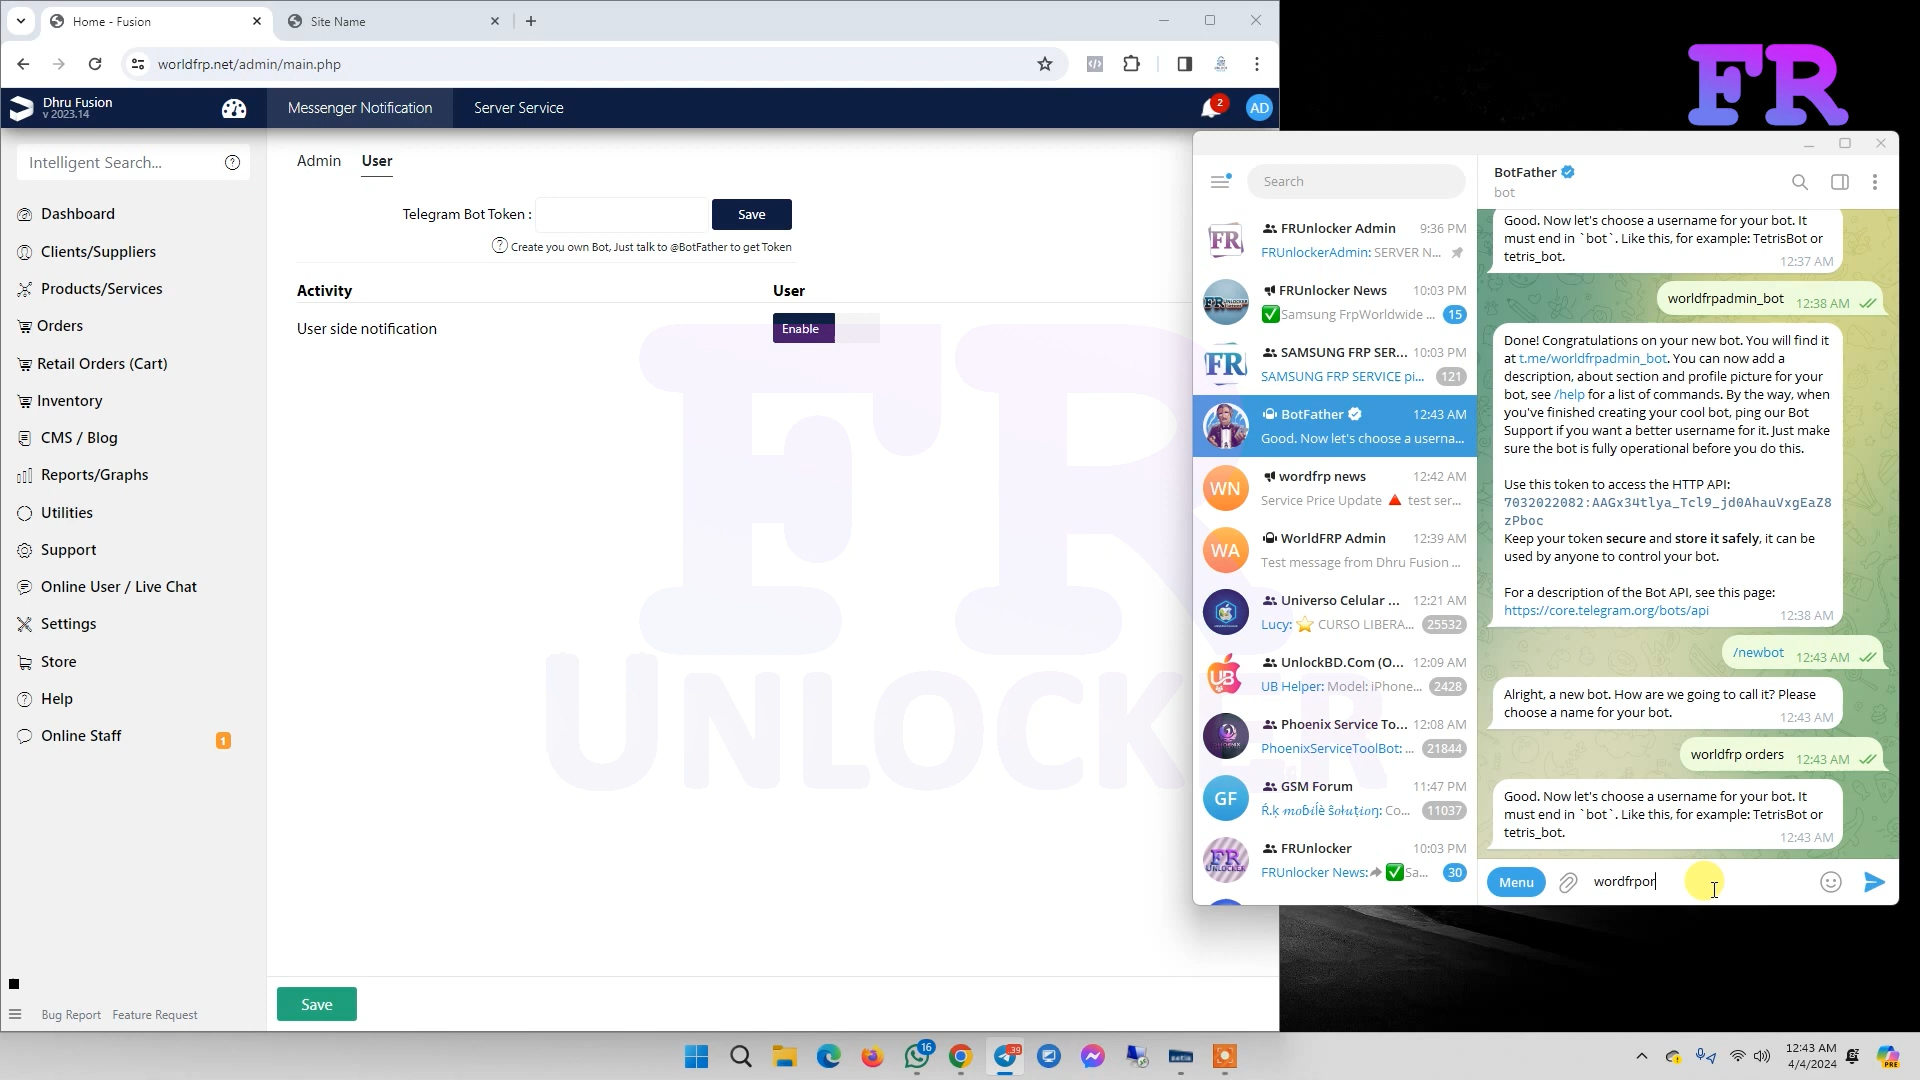 Home - Fusion
Site Name
worldfrp.net/admin/main.php
Dhru Fusion
v 2023.14
Messenger Notification
Server Service
2
AD
Intelligent Search...
Dashboard
Clients/Suppliers
Products/Services
Orders
Retail Orders (Cart)
Inventory
CMS / Blog
Reports/Graphs
Utilities
Support
Online User / Live Chat
Settings
Store
Help
Online Staff
1
Bug Report
Feature Request
Admin
User
Telegram Bot Token :
Save
Create you own Bot, Just talk to @BotFather to get Token
Activity
User
User side notification
Enable
Save
FR
UNLOCKER
FR
Search
FRUnlocker Admin
9:36 PM
FRUnlockerAdmin: SERVER N...
FRUnlocker News
10:03 PM
Samsung FrpWorldwide ...
15
SAMSUNG FRP SER...
10:03 PM
SAMSUNG FRP SERVICE pi...
121
BotFather
12:43 AM
Good. Now let's choose a userna...
WN
wordfrp news
12:42 AM
Service Price Update 🔺 test ser...
WA
WorldFRP Admin
12:39 AM
Test message from Dhru Fusion ...
Universo Celular ...
12:21 AM
Lucy: ⭐ CURSO LIBERA...
25532
UB
UnlockBD.Com (O...
12:09 AM
UB Helper: Model: iPhone...
2428
Phoenix Service To...
12:08 AM
PhoenixServiceToolBot: ...
21844
GF
GSM Forum
11:47 PM
Ŕ.ķ 𝓂𝑜ɓ𝒾𝓁è ŝ𝑜𝓁𝓊ţ𝒾𝑜ŋ: Co...
11037
FRUnlocker
10:03 PM
FRUnlocker News: ✅Sa...
30
BotFather
bot
Good. Now let's choose a username for your bot. It
must end in `bot`. Like this, for example: TetrisBot or
tetris_bot.
12:37 AM
worldfrpadmin_bot
12:38 AM
Done! Congratulations on your new bot. You will find it
at t.me/worldfrpadmin_bot. You can now add a
description, about section and profile picture for your
bot, see /help for a list of commands. By the way, when
you've finished creating your cool bot, ping our Bot
Support if you want a better username for it. Just make
sure the bot is fully operational before you do this.
Use this token to access the HTTP API:
7032022082:AAGx34tlya_Tcl9_jd0AhauVxgEaZ8
zPboc
Keep your token secure and store it safely, it can be
used by anyone to control your bot.
For a description of the Bot API, see this page:
https://core.telegram.org/bots/api
12:38 AM
/newbot
12:43 AM
Alright, a new bot. How are we going to call it? Please
choose a name for your bot.
12:43 AM
worldfrp orders
12:43 AM
Good. Now let's choose a username for your bot. It
must end in `bot`. Like this, for example: TetrisBot or
tetris_bot.
12:43 AM
Menu
wordfrpor
16
39
12:43 AM
4/4/2024
PRE